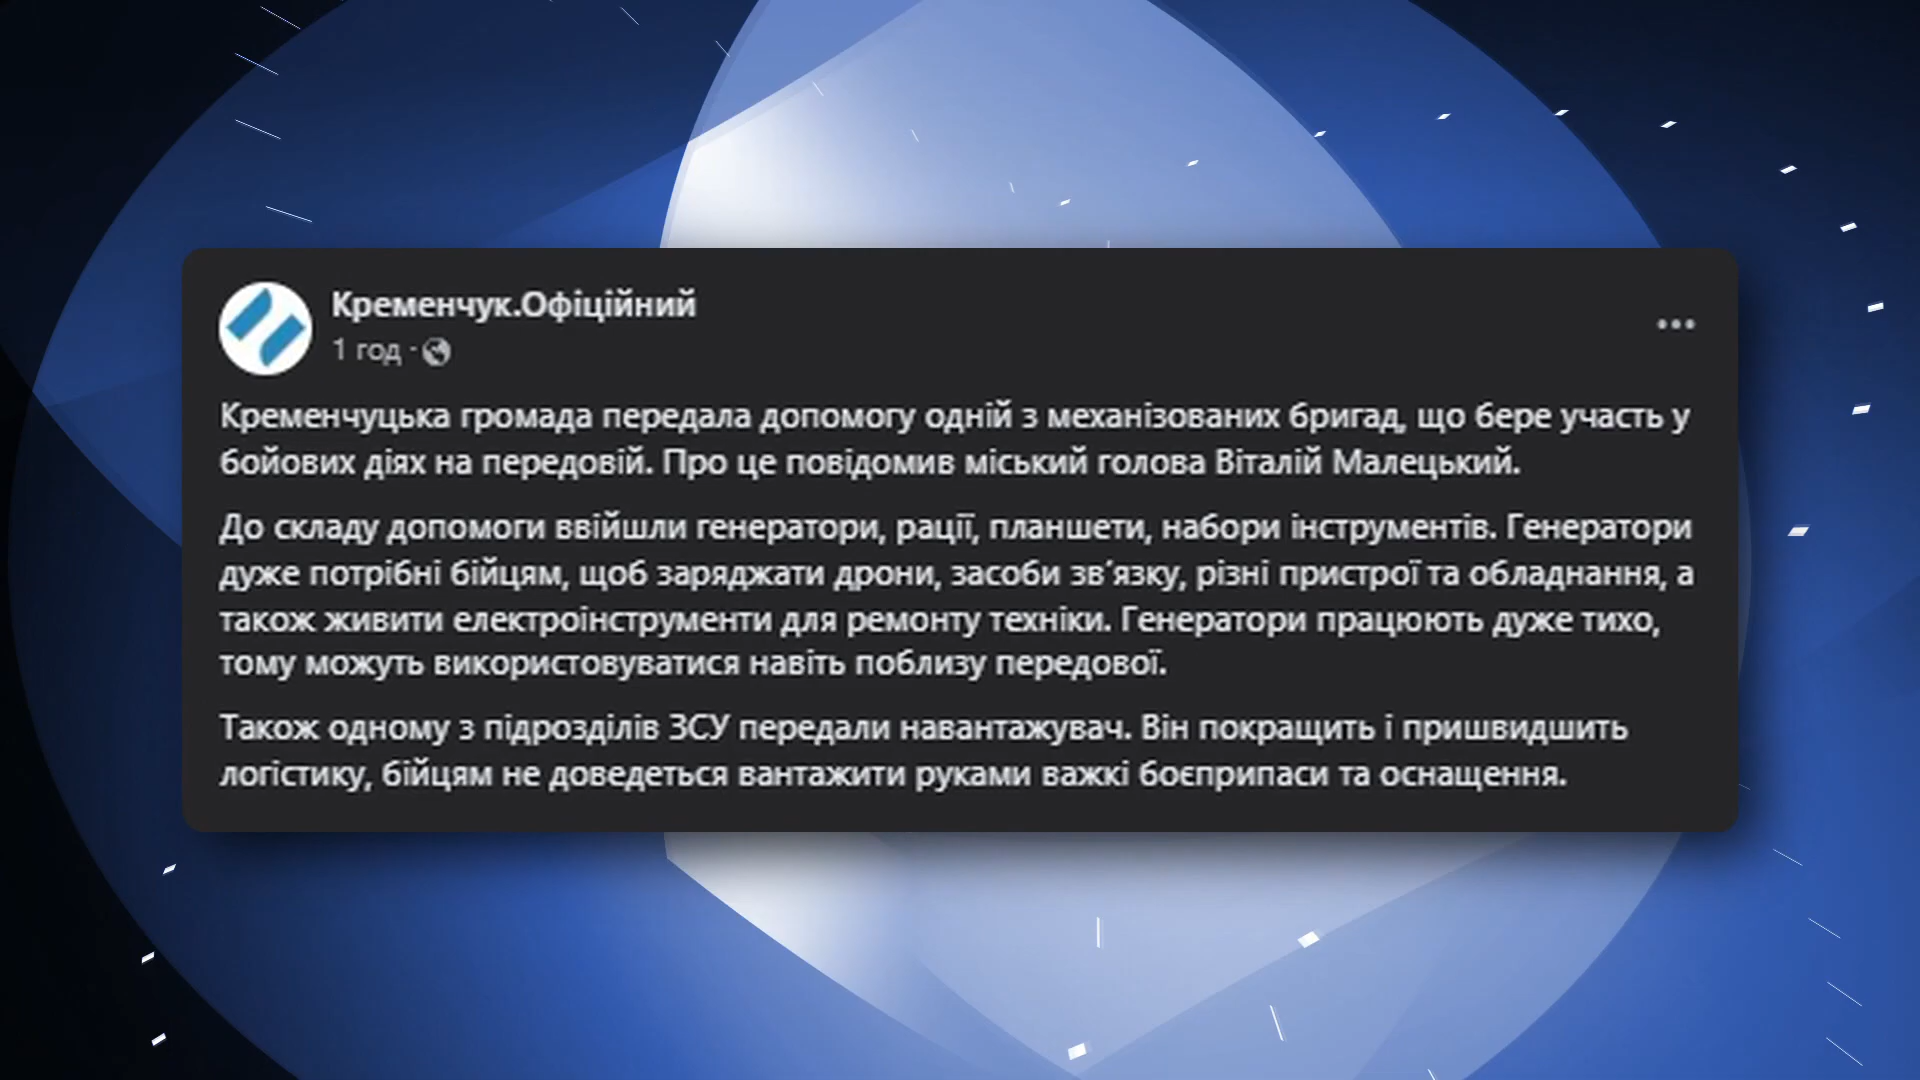 Кременчук.Офіційний
1 год ·
Кременчуцька громада передала допомогу одній з механізованих бригад, що бере участь у
бойових діях на передовій. Про це повідомив міський голова Віталій Малецький.
До складу допомоги ввійшли генератори, рації, планшети, набори інструментів. Генератори
дуже потрібні бійцям, щоб заряджати дрони, засоби зв'язку, різні пристрої та обладнання, а
також живити електроінструменти для ремонту техніки. Генератори працюють дуже тихо,
тому можуть використовуватися навіть поблизу передової.
Також одному з підрозділів ЗСУ передали навантажувач. Він покращить і пришвидшить
логістику, бійцям не доведеться вантажити руками важкі боєприпаси та оснащення.